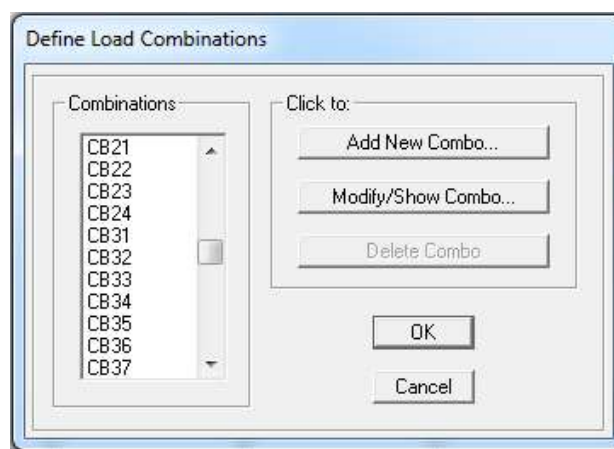 Define Load Combinations
Combinations
CB21
CB22
CB23
CB24
CB31
CB32
CB33
CB34
CB35
CB36
CB37
Click to:
Add New Combo...
Modify/Show Combo...
Delete Combo
OK
Cancel